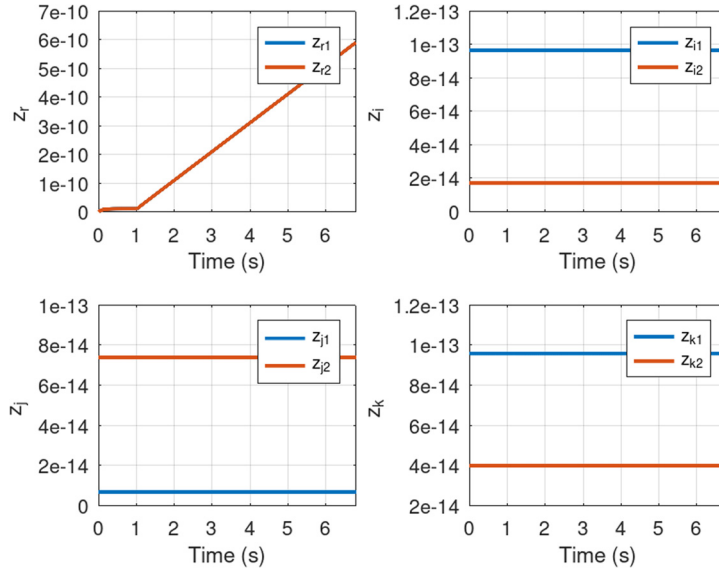 7e-10
6e-10
5e-10
4e-10
3e-10
2e-10
1e-10
0
z_r
z_r1
z_r2
0 1 2 3 4 5 6
Time (s)
1.2e-13
1e-13
8e-14
6e-14
4e-14
2e-14
0
z_i
z_i1
z_i2
0 1 2 3 4 5 6
Time (s)
1e-13
8e-14
6e-14
4e-14
2e-14
0
z_j
z_j1
z_j2
0 1 2 3 4 5 6
Time (s)
1.2e-13
1e-13
8e-14
6e-14
4e-14
2e-14
z_k
z_k1
z_k2
0 1 2 3 4 5 6
Time (s)